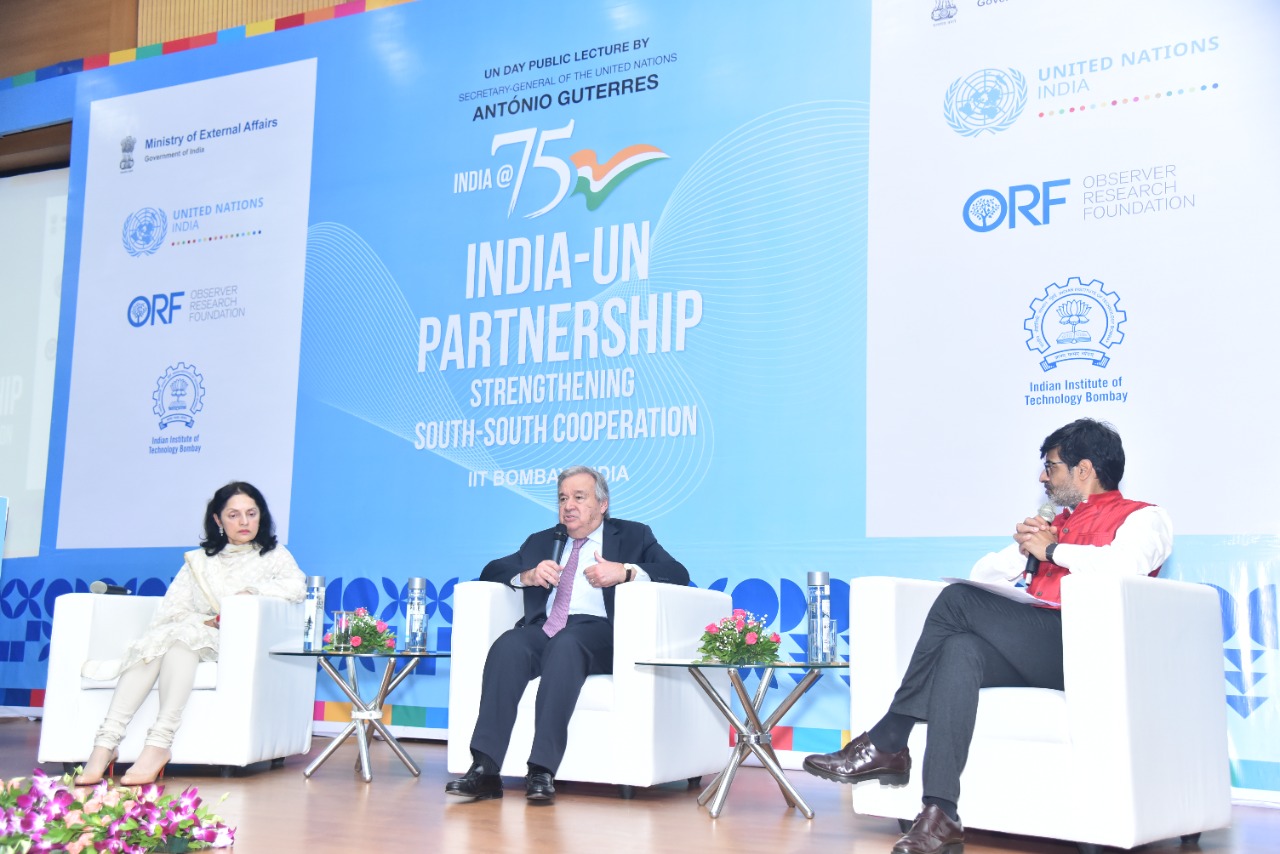 Ministry of External Affairs
Government of India
UNITED NATIONS
INDIA
ORF
OBSERVER
RESEARCH
FOUNDATION
Indian Institute of
Technology Bombay
UN DAY PUBLIC LECTURE BY
SECRETARY-GENERAL OF THE UNITED NATIONS
ANTÓNIO GUTERRES
INDIA @ 75
INDIA-UN
PARTNERSHIP
STRENGTHENING
SOUTH-SOUTH COOPERATION
IIT BOMBAY, INDIA
UNITED NATIONS
INDIA
ORF
OBSERVER
RESEARCH
FOUNDATION
Indian Institute of
Technology Bombay